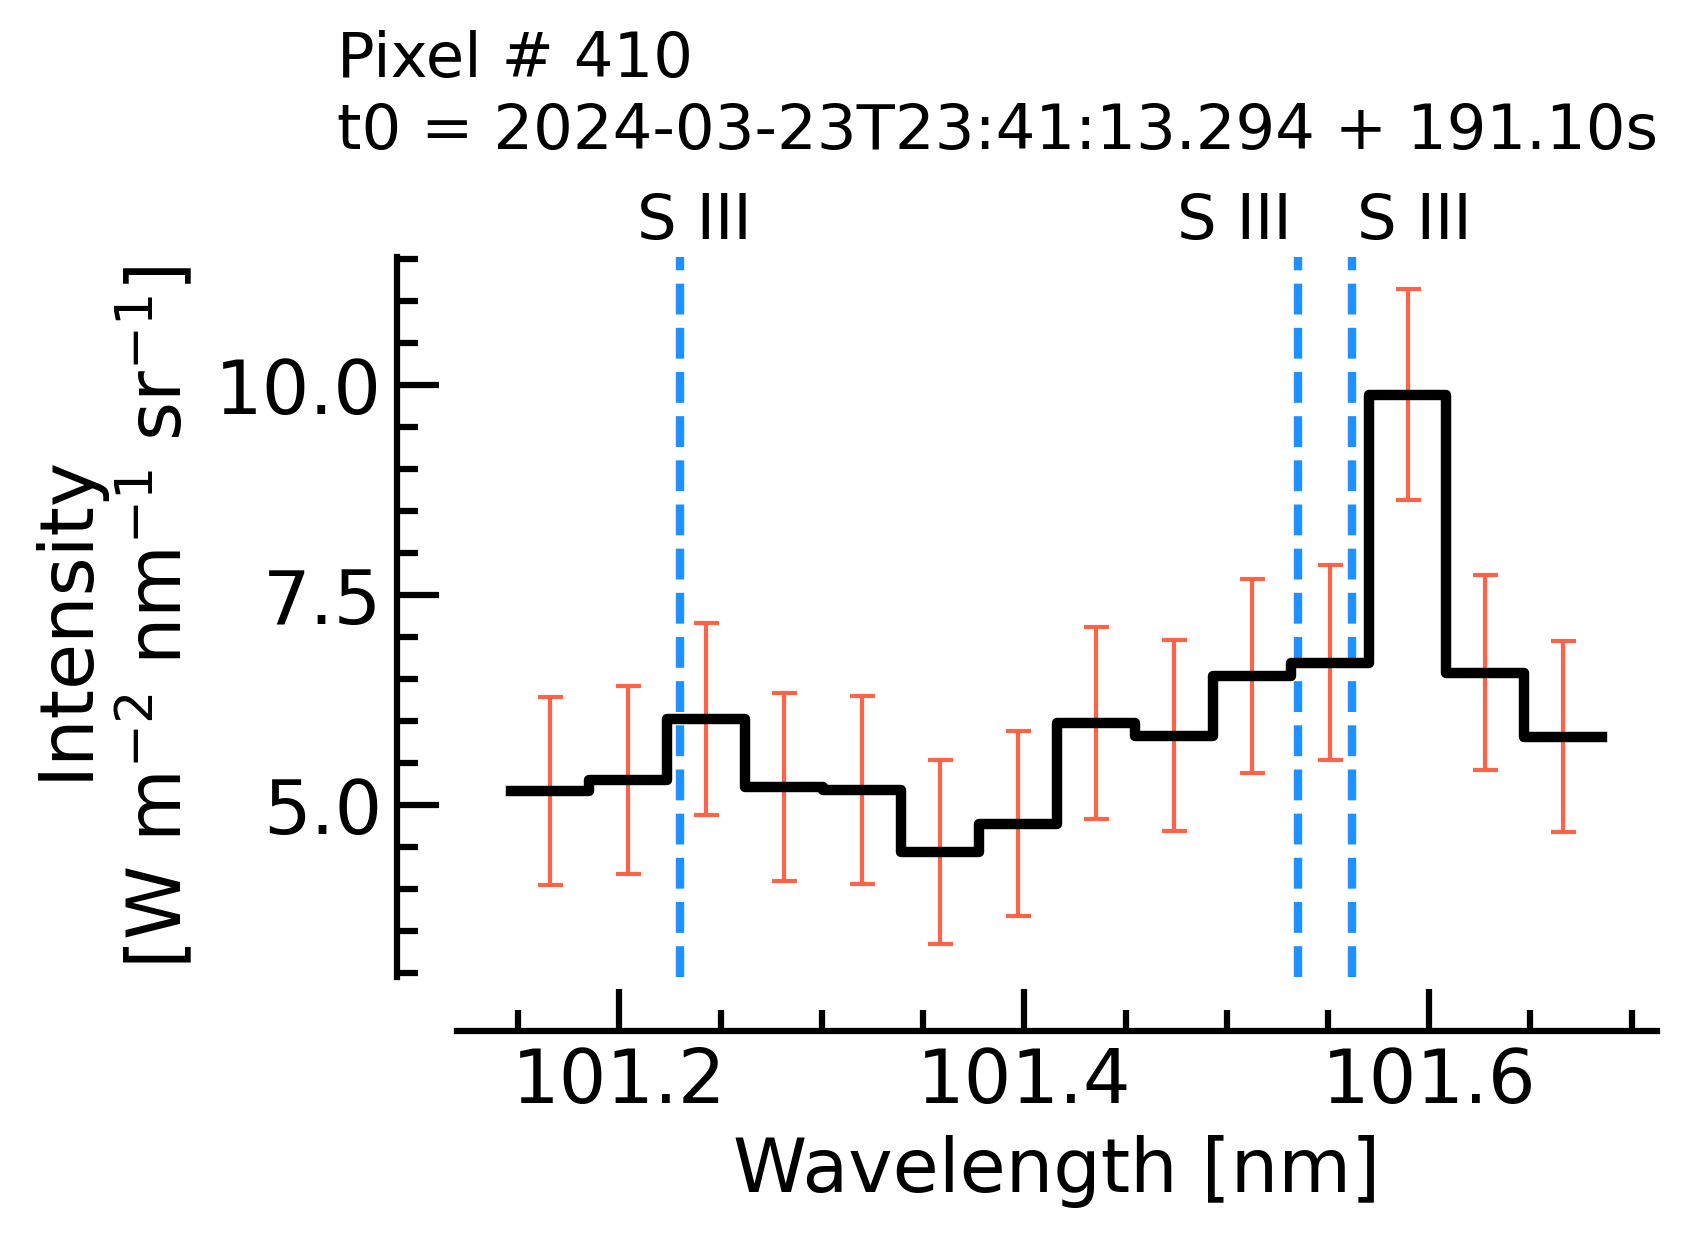 Pixel # 410
t0 = 2024-03-23T23:41:13.294 + 191.10s
S III S III S III
Intensity
[W m⁻² nm⁻¹ sr⁻¹]
10.0
7.5
5.0
101.2 101.4 101.6
Wavelength [nm]